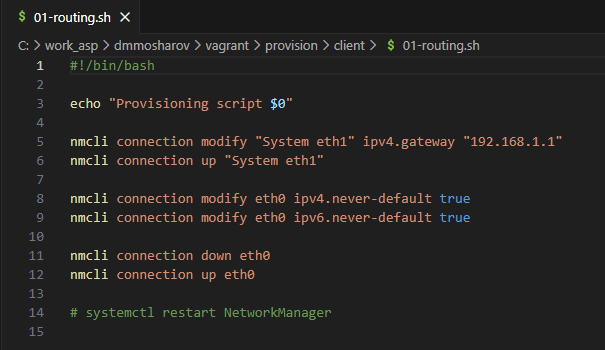 $ 01-routing.sh ×
C: > work_asp > dmmosharov > vagrant > provision > client > $ 01-routing.sh
1 #!/bin/bash
2
3 echo "Provisioning script $0"
4
5 nmcli connection modify "System eth1" ipv4.gateway "192.168.1.1"
6 nmcli connection up "System eth1"
7
8 nmcli connection modify eth0 ipv4.never-default true
9 nmcli connection modify eth0 ipv6.never-default true
10
11 nmcli connection down eth0
12 nmcli connection up eth0
13
14 # systemctl restart NetworkManager
15